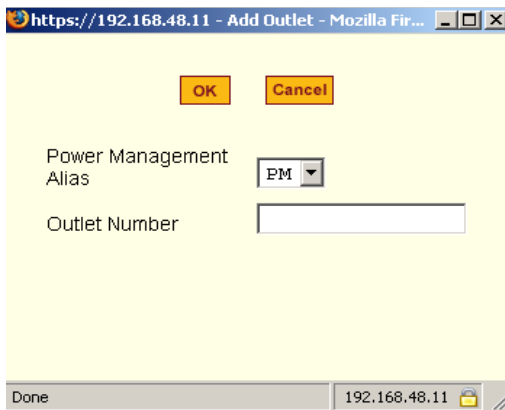 https://192.168.48.11 - Add Outlet - Mozilla Fir...
OK Cancel
Power Management
Alias
PM
Outlet Number
Done 192.168.48.11